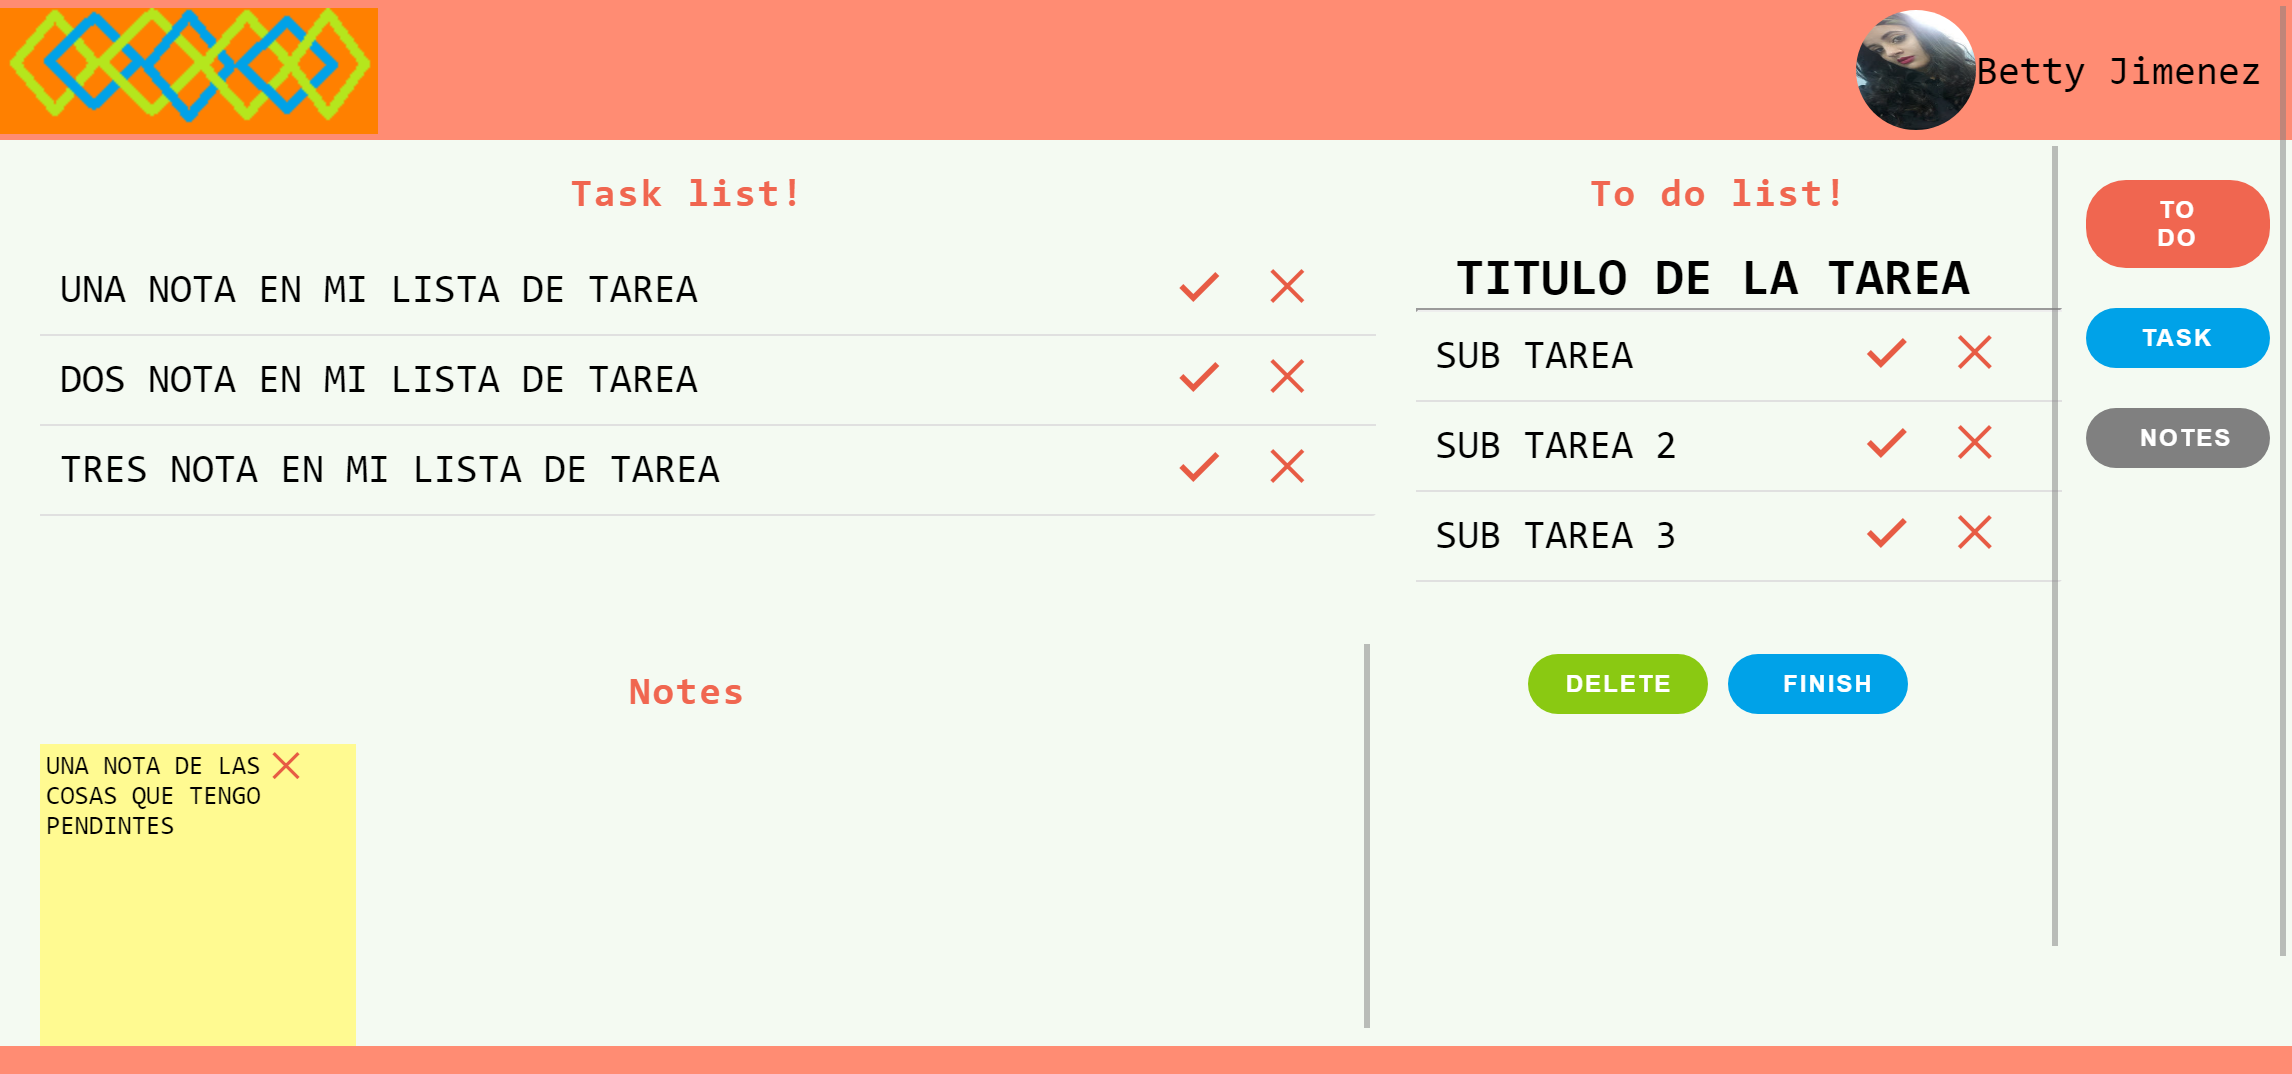 Betty Jimenez
Task list!
UNA NOTA EN MI LISTA DE TAREA
DOS NOTA EN MI LISTA DE TAREA
TRES NOTA EN MI LISTA DE TAREA
To do list!
TITULO DE LA TAREA
SUB TAREA
SUB TAREA 2
SUB TAREA 3
DELETE
FINISH
TO
DO
TASK
NOTES
Notes
UNA NOTA DE LAS
COSAS QUE TENGO
PENDINTES